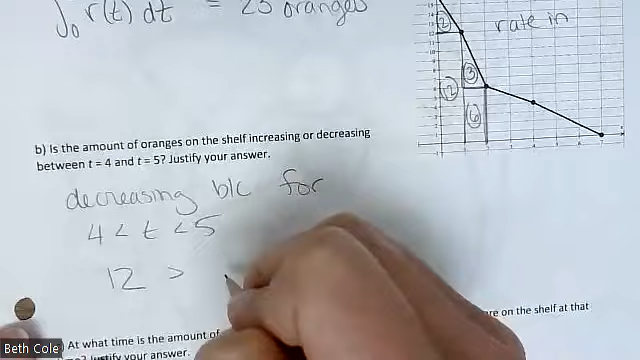 ∫₀ r(t) dt = 25 oranges
rate in
2
3
12
6
b) Is the amount of oranges on the shelf increasing or decreasing
between t = 4 and t = 5? Justify your answer.
decreasing b/c for
4 < t < 5
12 >
are on the shelf at that
At what time is the amount of
Justify your answer.
Beth Cole